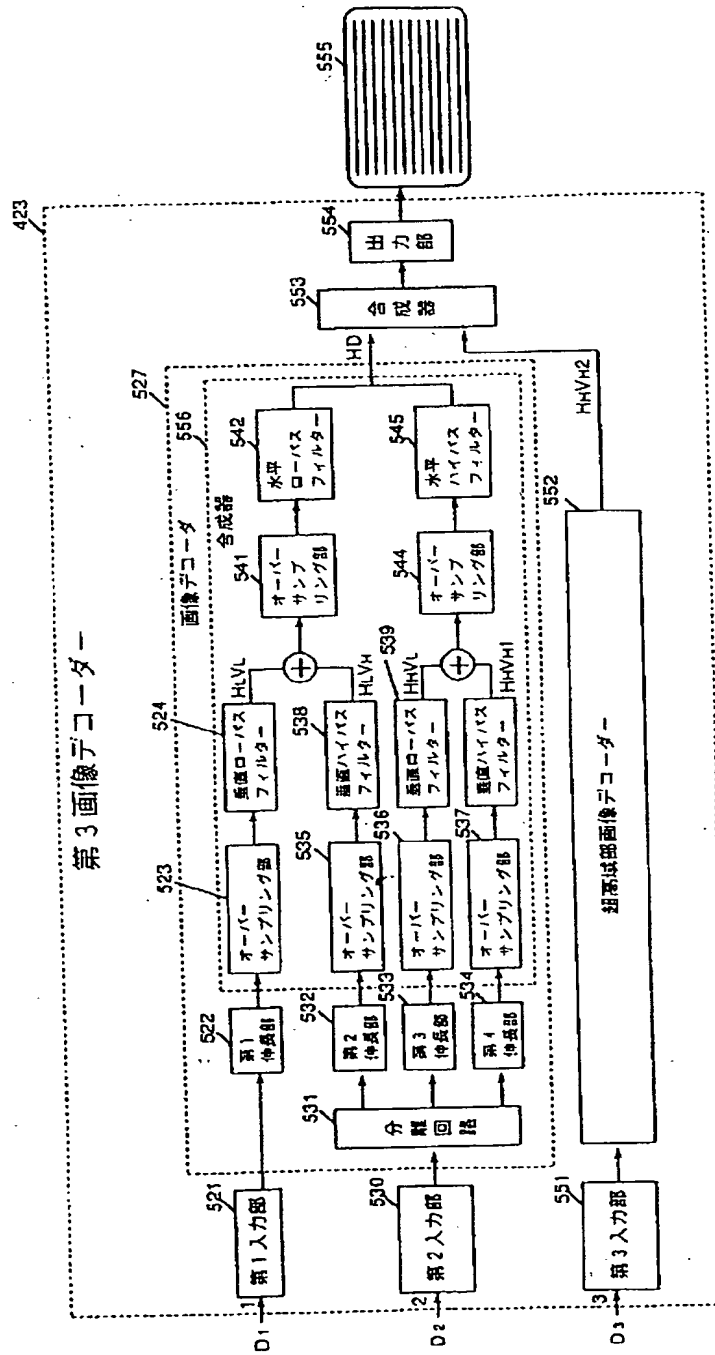 第3画像デコーダー
423
527
画像デコーダ
556
合成器
D1
1
521
第1入力部
522
第1
伸長部
523
オーバー
サンプリング部
524
垂直ローパス
フィルター
HLVL
541
オーバー
サンプ
リング部
542
水平
ローパス
フィルター
D2
2
530
第2入力部
531
分離回路
532
第2
伸長部
535
オーバー
サンプリング部
538
垂直ハイパス
フィルター
HLVH
533
第3
伸長部
536
オーバー
サンプリング部
539
垂直ローパス
フィルター
HHVL
534
第4
伸長部
537
オーバー
サンプリング部
垂直ハイパス
フィルター
HHVH1
544
オーバー
サンプ
リング部
545
水平
ハイパス
フィルター
HD
D3
3
551
第3入力部
552
超高域部画像デコーダー
HHVH2
553
合成器
554
出力部
555